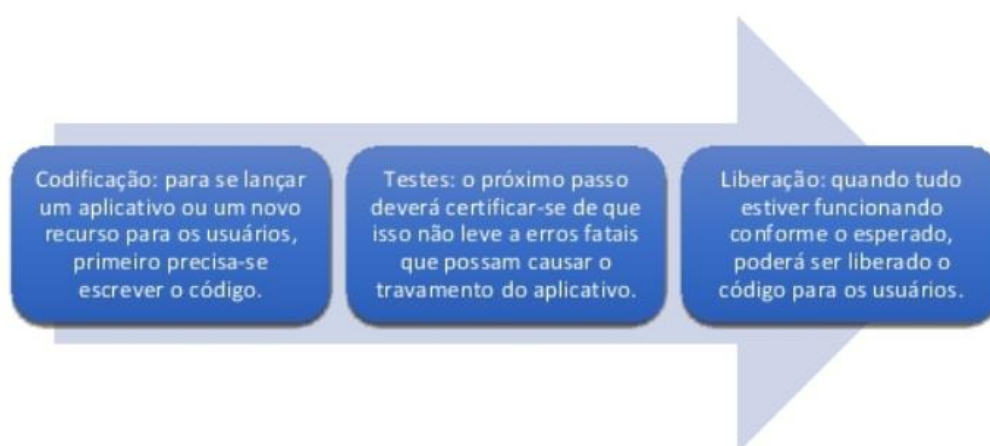 Codificação: para se lançar
um aplicativo ou um novo
recurso para os usuários,
primeiro precisa-se
escrever o código.
Testes: o próximo passo
deverá certificar-se de que
isso não leve a erros fatais
que possam causar o
travamento do aplicativo.
Liberação: quando tudo
estiver funcionando
conforme o esperado,
poderá ser liberado o
código para os usuários.